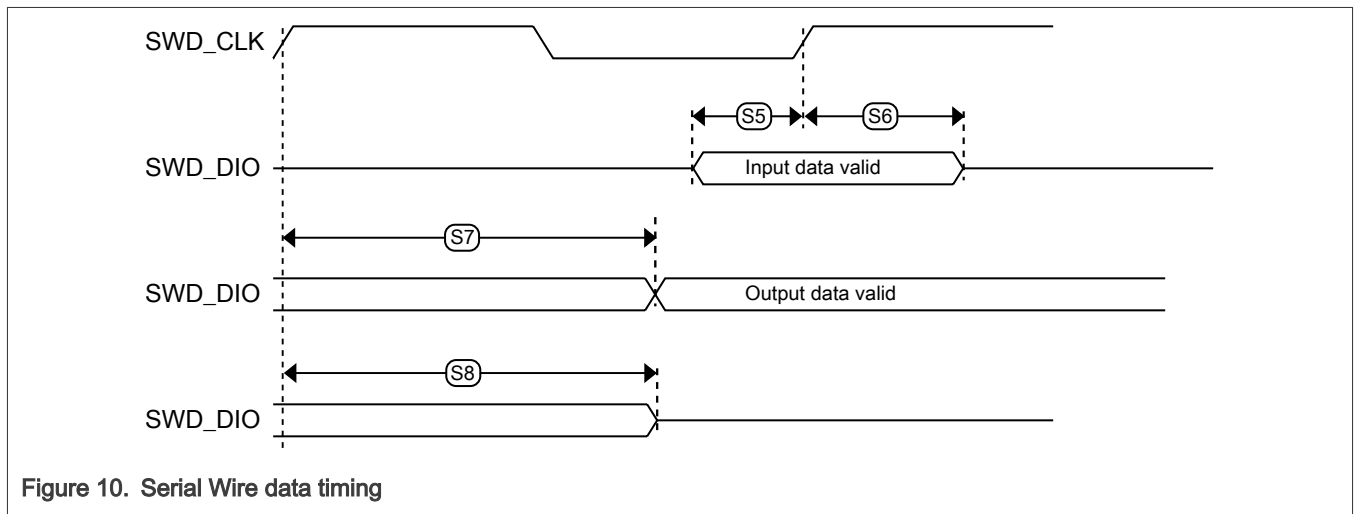 SWD_CLK
S5 S6
SWD_DIO Input data valid
S7
SWD_DIO Output data valid
S8
SWD_DIO
Figure 10. Serial Wire data timing